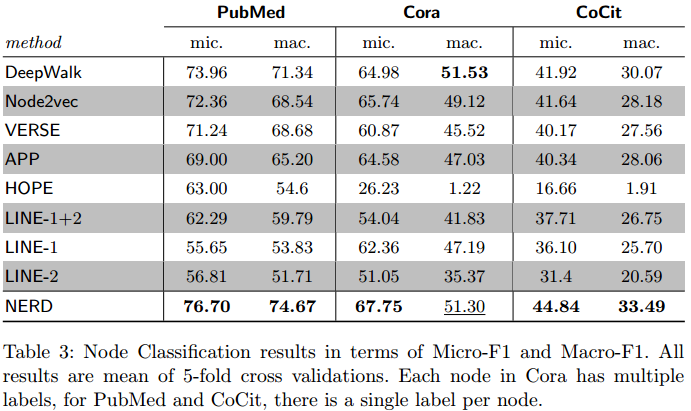 PubMed Cora CoCit
method mic. mac. mic. mac. mic. mac.
DeepWalk 73.96 71.34 64.98 51.53 41.92 30.07
Node2vec 72.36 68.54 65.74 49.12 41.64 28.18
VERSE 71.24 68.68 60.87 45.52 40.17 27.56
APP 69.00 65.20 64.58 47.03 40.34 28.06
HOPE 63.00 54.6 26.23 1.22 16.66 1.91
LINE-1+2 62.29 59.79 54.04 41.83 37.71 26.75
LINE-1 55.65 53.83 62.36 47.19 36.10 25.70
LINE-2 56.81 51.71 51.05 35.37 31.4 20.59
NERD 76.70 74.67 67.75 51.30 44.84 33.49
Table 3: Node Classification results in terms of Micro-F1 and Macro-F1. All
results are mean of 5-fold cross validations. Each node in Cora has multiple
labels, for PubMed and CoCit, there is a single label per node.